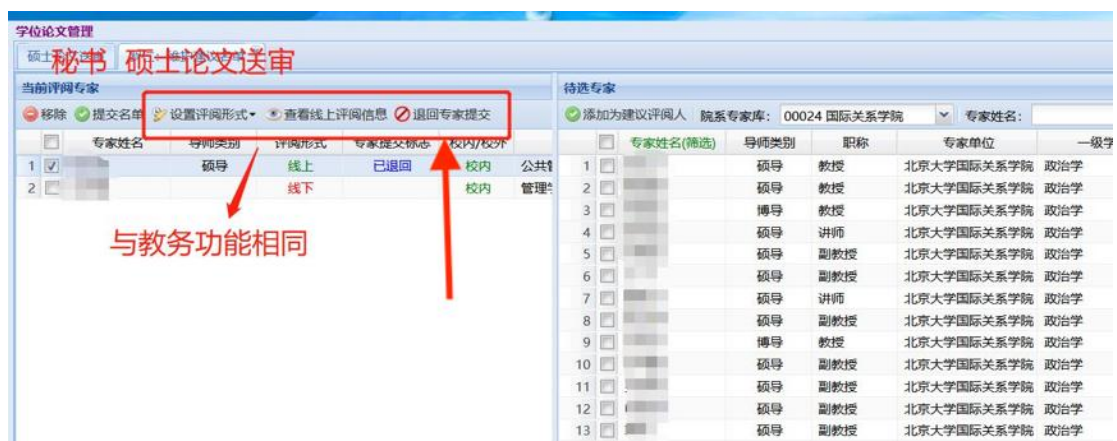 学位论文管理
秘书 硕士论文送审
当前评阅专家
移除 提交名单 设置评阅形式 查看线上评阅信息 退回专家提交
专家姓名 导师类别 评阅形式 专家提交标志 校内/校外
1 硕导 线上 已退回 校内 公共管
2 线下 校内 管理学
与教务功能相同
待选专家
添加为建议评阅人 院系专家库: 00024 国际关系学院 专家姓名:
专家姓名(筛选) 导师类别 职称 专家单位 一级学
1 硕导 教授 北京大学国际关系学院 政治学
2 硕导 教授 北京大学国际关系学院 政治学
3 博导 教授 北京大学国际关系学院 政治学
4 硕导 讲师 北京大学国际关系学院 政治学
5 硕导 副教授 北京大学国际关系学院 政治学
6 硕导 副教授 北京大学国际关系学院 政治学
7 硕导 讲师 北京大学国际关系学院 政治学
8 硕导 副教授 北京大学国际关系学院 政治学
9 博导 教授 北京大学国际关系学院 政治学
10 硕导 副教授 北京大学国际关系学院 政治学
11 硕导 副教授 北京大学国际关系学院 政治学
12 硕导 副教授 北京大学国际关系学院 政治学
13 硕导 副教授 北京大学国际关系学院 政治学